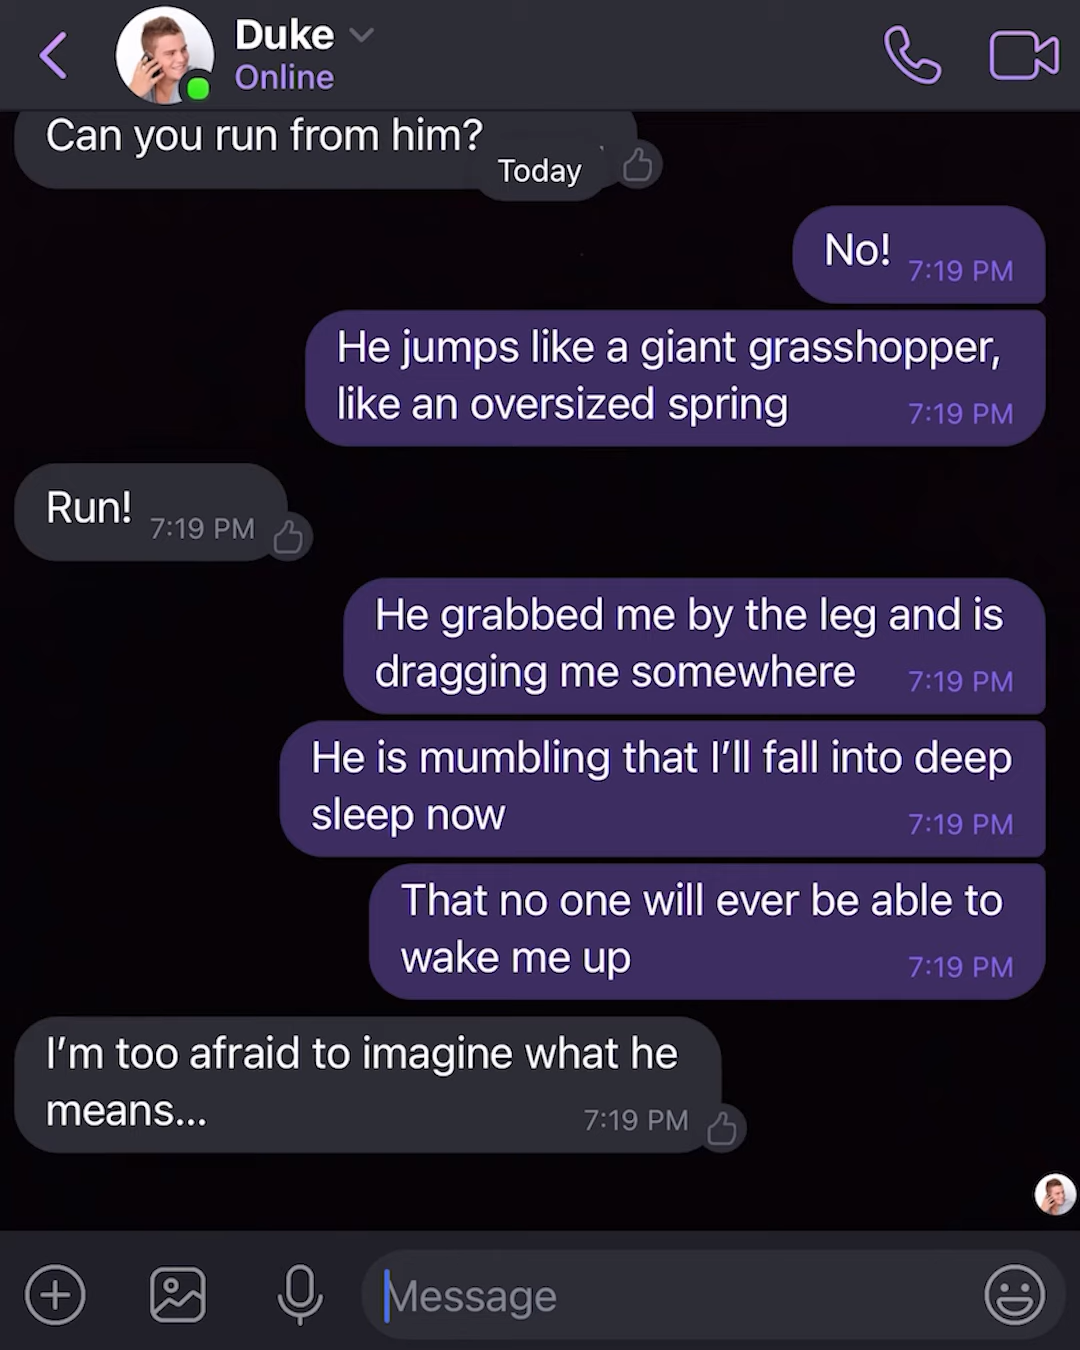 Duke
Online
Can you run from him?
Today
No!
7:19 PM
He jumps like a giant grasshopper,
like an oversized spring
7:19 PM
Run!
7:19 PM
He grabbed me by the leg and is
dragging me somewhere
7:19 PM
He is mumbling that I’ll fall into deep
sleep now
7:19 PM
That no one will ever be able to
wake me up
7:19 PM
I’m too afraid to imagine what he
means...
7:19 PM
Message